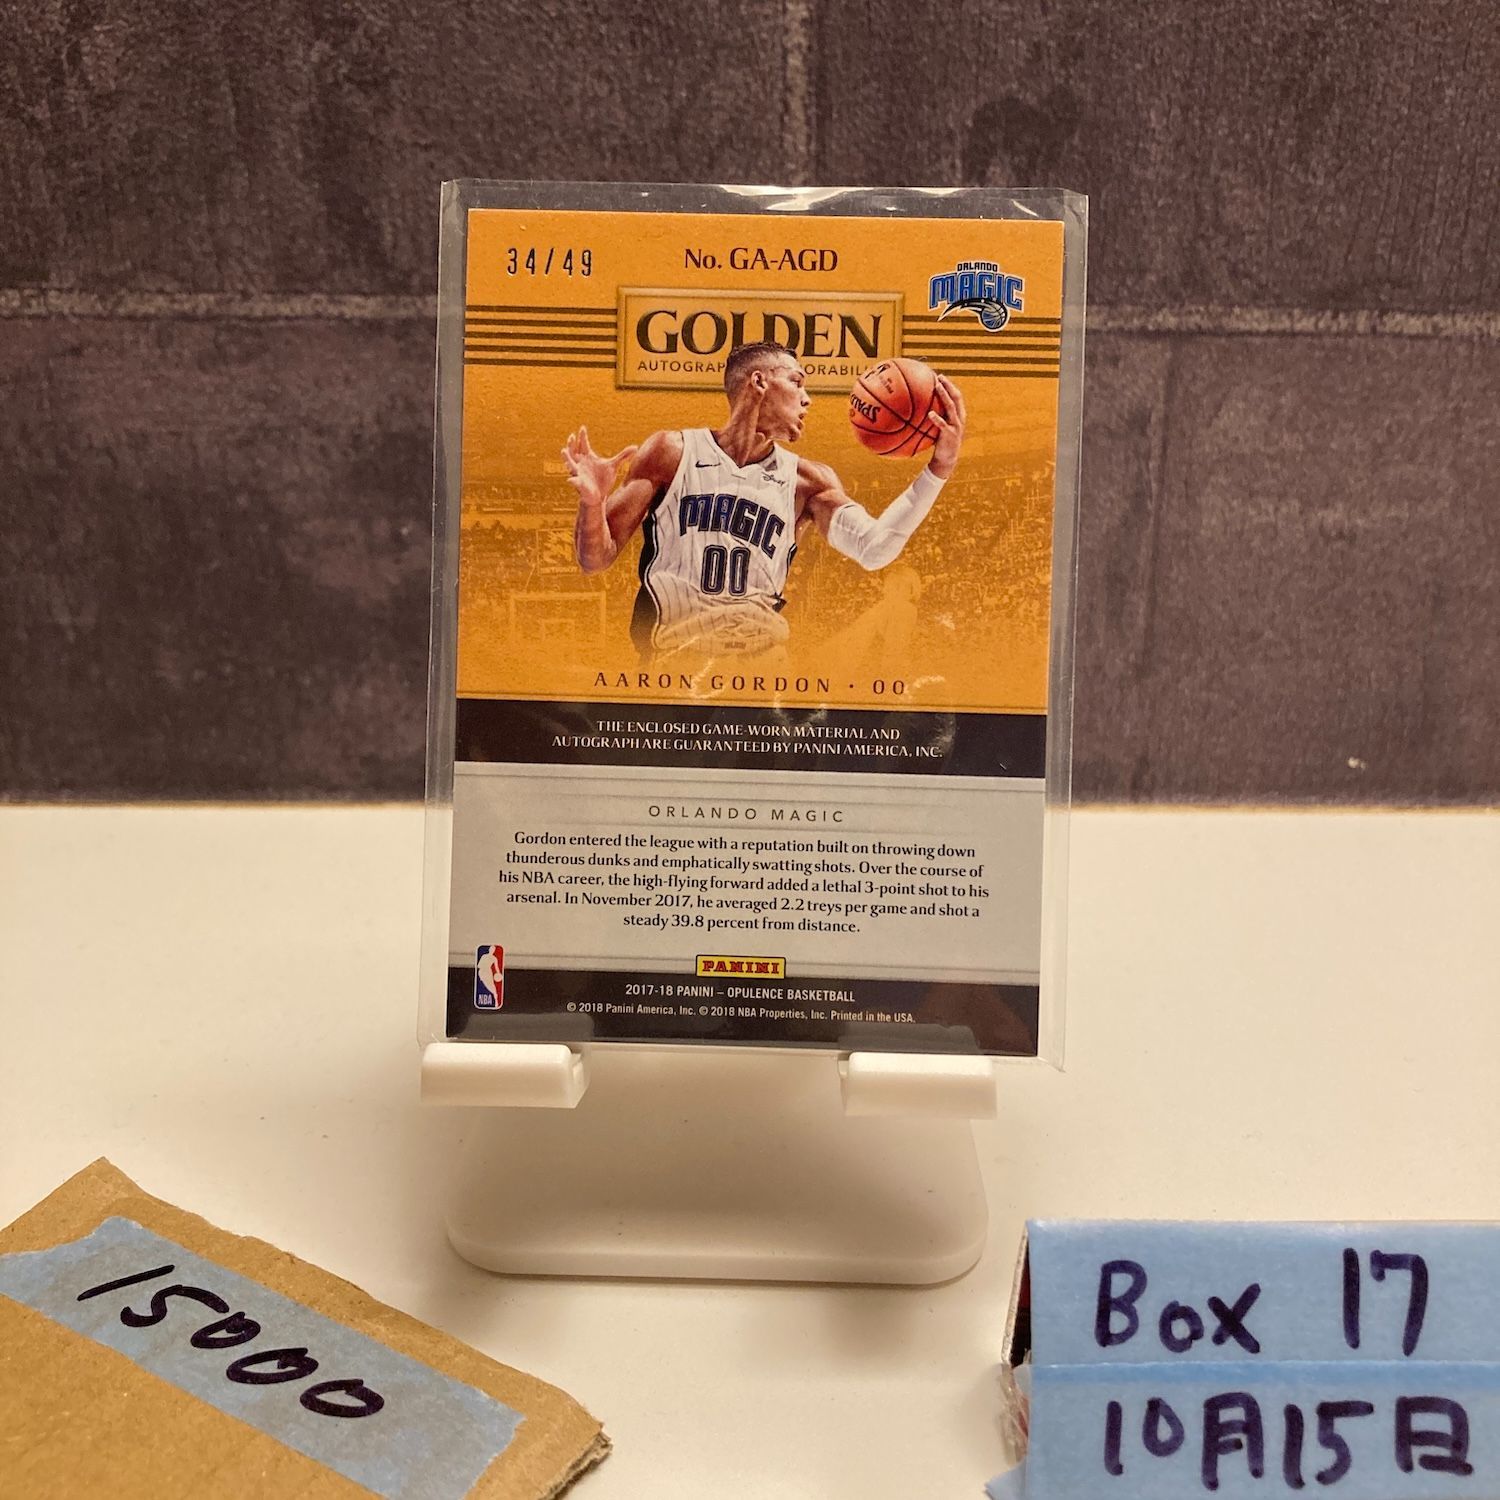 34/49
No. GA-AGD
ORLANDO
MAGIC
GOLDEN
SPALDING
MAGIC
00
AARON GORDON • 00
THE ENCLOSED GAME-WORN MATERIAL AND
AUTOGRAPH ARE GUARANTEED BY PANINI AMERICA, INC.
ORLANDO MAGIC
Gordon entered the league with a reputation built on throwing down
thunderous dunks and emphatically swatting shots. Over the course of
his NBA career, the high-flying forward added a lethal 3-point shot to his
arsenal. In November 2017, he averaged 2.2 treys per game and shot a
steady 39.8 percent from distance.
NBA
PANINI
2017-18 PANINI – OPULENCE BASKETBALL
© 2018 Panini America, Inc. © 2018 NBA Properties, Inc. Printed in the USA.
15000
Box 17
10月15日